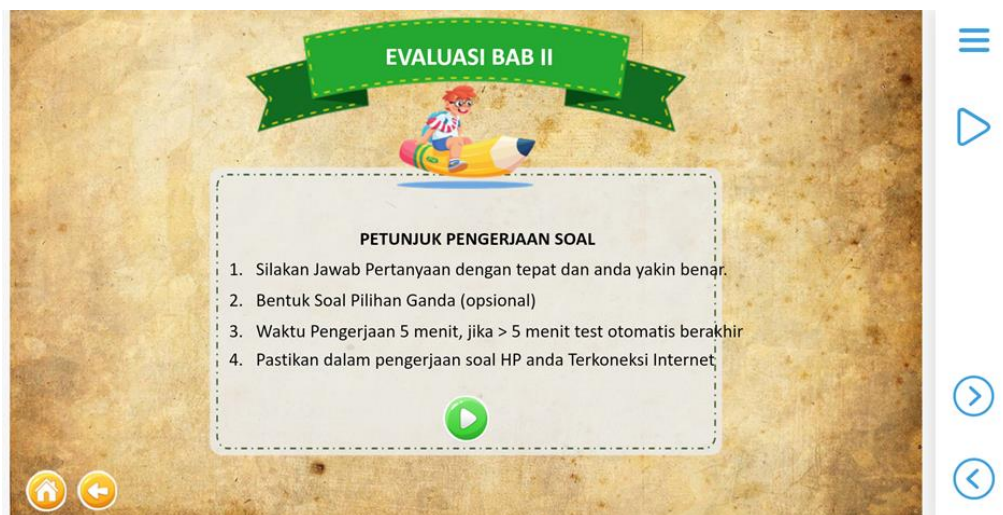 EVALUASI BAB II
PETUNJUK PENGERJAAN SOAL
1. Silakan Jawab Pertanyaan dengan tepat dan anda yakin benar.
2. Bentuk Soal Pilihan Ganda (opsional)
3. Waktu Pengerjaan 5 menit, jika > 5 menit test otomatis berakhir
4. Pastikan dalam pengerjaan soal HP anda Terkoneksi Internet